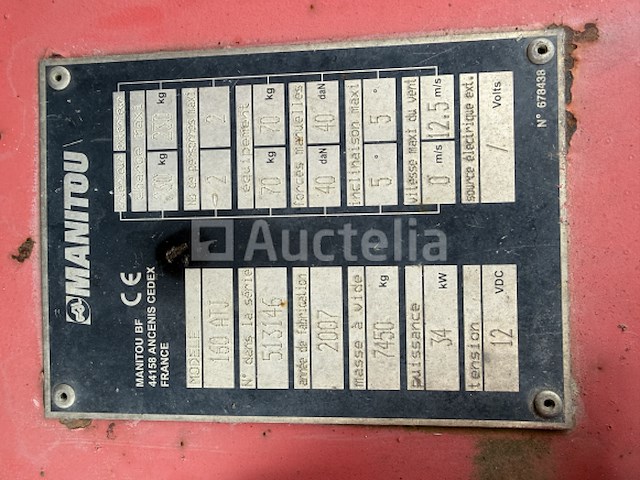 MANITOU
CE
MANITOU BF
44158 ANCENIS CEDEX
FRANCE
MODELE
160 ATJ
N° dans la série
513146
année de fabrication
2007
masse à vide
7450 kg
puissance
34 kW
tension
12 VDC
kg kg
Nb de personnes maxi
2 2
équipement
70 kg 70 kg
forces manuelles
40 daN 40 daN
inclinaison maxi
5 ° 5 °
vitesse maxi du vent
0 m/s 12.5 m/s
source électrique ext.
/ Volts
N° 678438
Auctelia